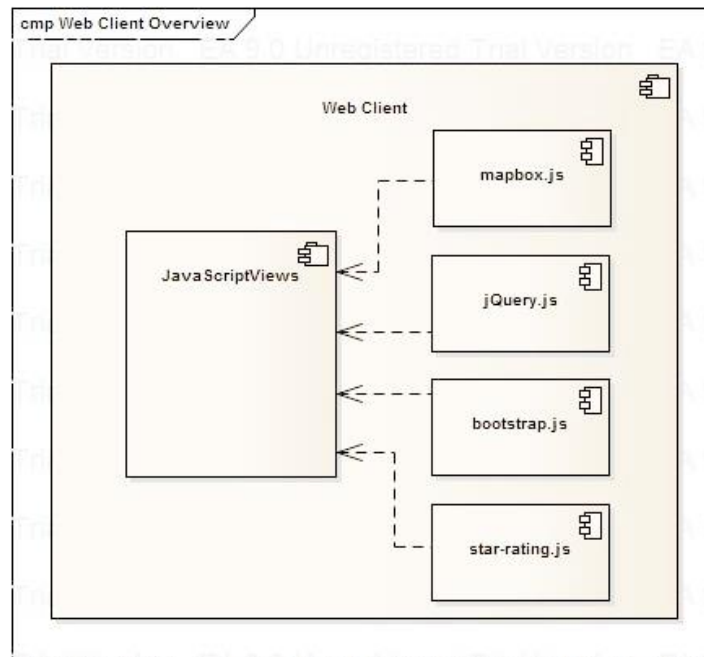 cmp Web Client Overview
Trial Version EA 9.0 Unregistered Trial Version EA
Web Client
mapbox.js
JavaScriptViews
jQuery.js
bootstrap.js
star-rating.js